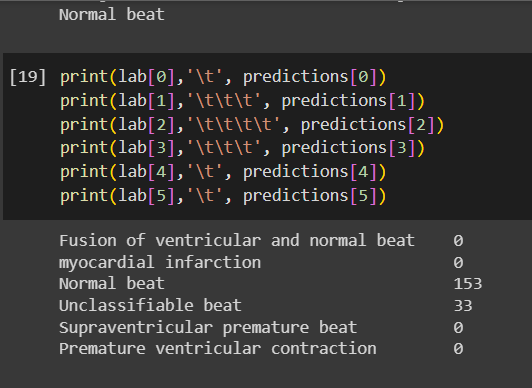 Normal beat
[19] print(lab[0],'\t', predictions[0])
print(lab[1],'\t\t\t', predictions[1])
print(lab[2],'\t\t\t\t', predictions[2])
print(lab[3],'\t\t\t', predictions[3])
print(lab[4],'\t', predictions[4])
print(lab[5],'\t', predictions[5])
Fusion of ventricular and normal beat 0
myocardial infarction 0
Normal beat 153
Unclassifiable beat 33
Supraventricular premature beat 0
Premature ventricular contraction 0